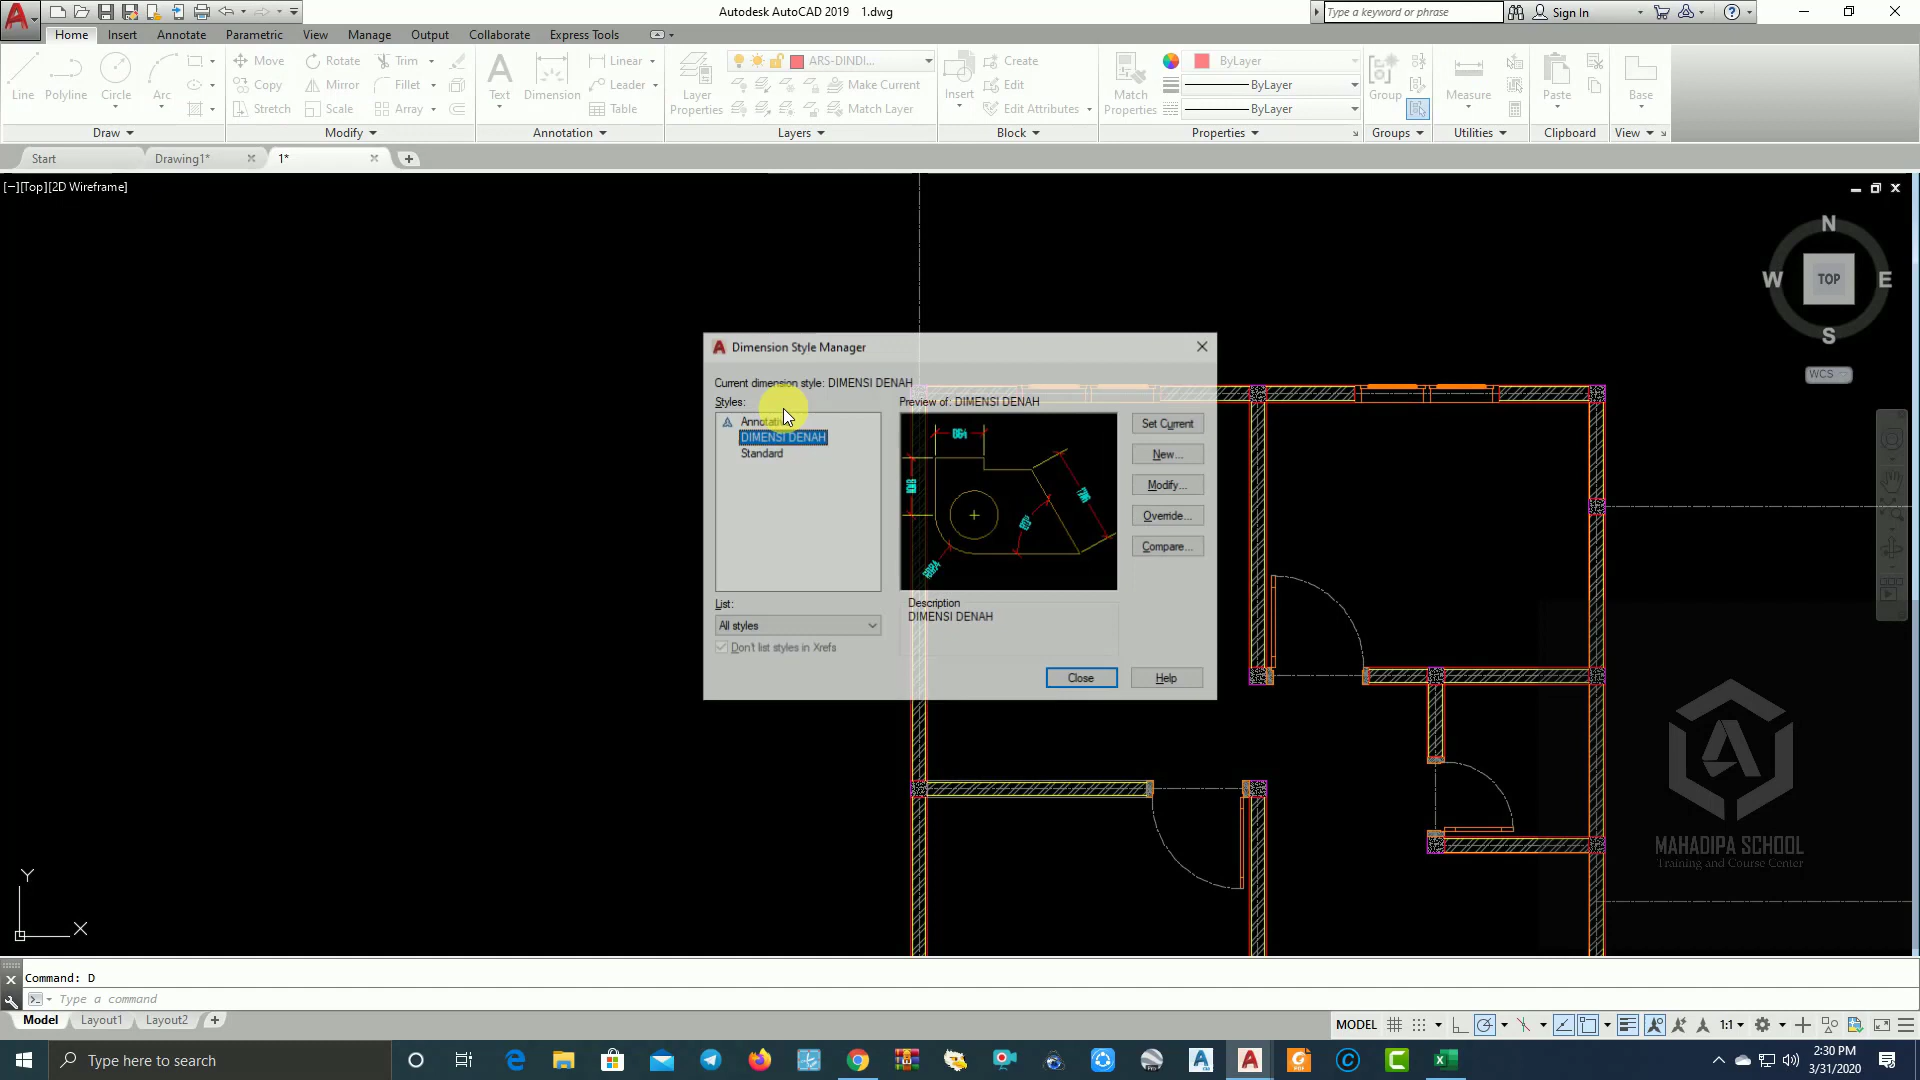 Autodesk AutoCAD 2019 1.dwg
Type a keyword or phrase
Sign In
Home Insert Annotate Parametric View Manage Output Collaborate Express Tools
Line Polyline Circle Arc
Move Rotate Trim
Copy Mirror Fillet
Stretch Scale Array
Text Dimension
Linear
Leader
Table
Layer Properties
ARS-DINDI...
Make Current
Match Layer
Insert
Create
Edit
Edit Attributes
Match Properties
ByLayer
ByLayer
ByLayer
Group Measure Paste Base
Draw Modify Annotation Layers Block Properties Groups Utilities Clipboard View
Start Drawing1* 1*
[−][Top][2D Wireframe]
N
W TOP E
S
WCS
Dimension Style Manager
Current dimension style: DIMENSI DENAH
Styles:
DIMENSI DENAH
Standard
Preview of: DIMENSI DENAH
Set Current
New...
Modify...
Override...
Compare...
List:
All styles
Don't list styles in Xrefs
Description
DIMENSI DENAH
Close Help
MAHADIPA SCHOOL
Training and Course Center
Y
X
Command: D
Type a command
Model Layout1 Layout2
MODEL 1:1
Type here to search
2:30 PM
3/31/2020